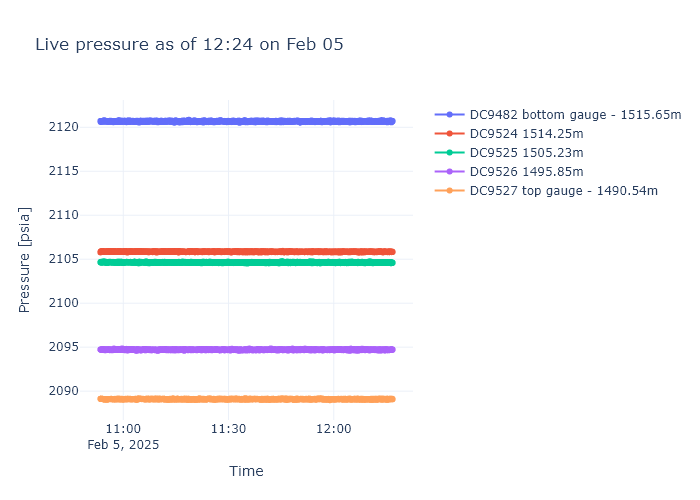 Live pressure as of 12:24 on Feb 05
DC9482 bottom gauge - 1515.65m
DC9524 1514.25m
DC9525 1505.23m
DC9526 1495.85m
DC9527 top gauge - 1490.54m
Pressure [psia]
2120
2115
2110
2105
2100
2095
2090
11:00
11:30
12:00
Feb 5, 2025
Time